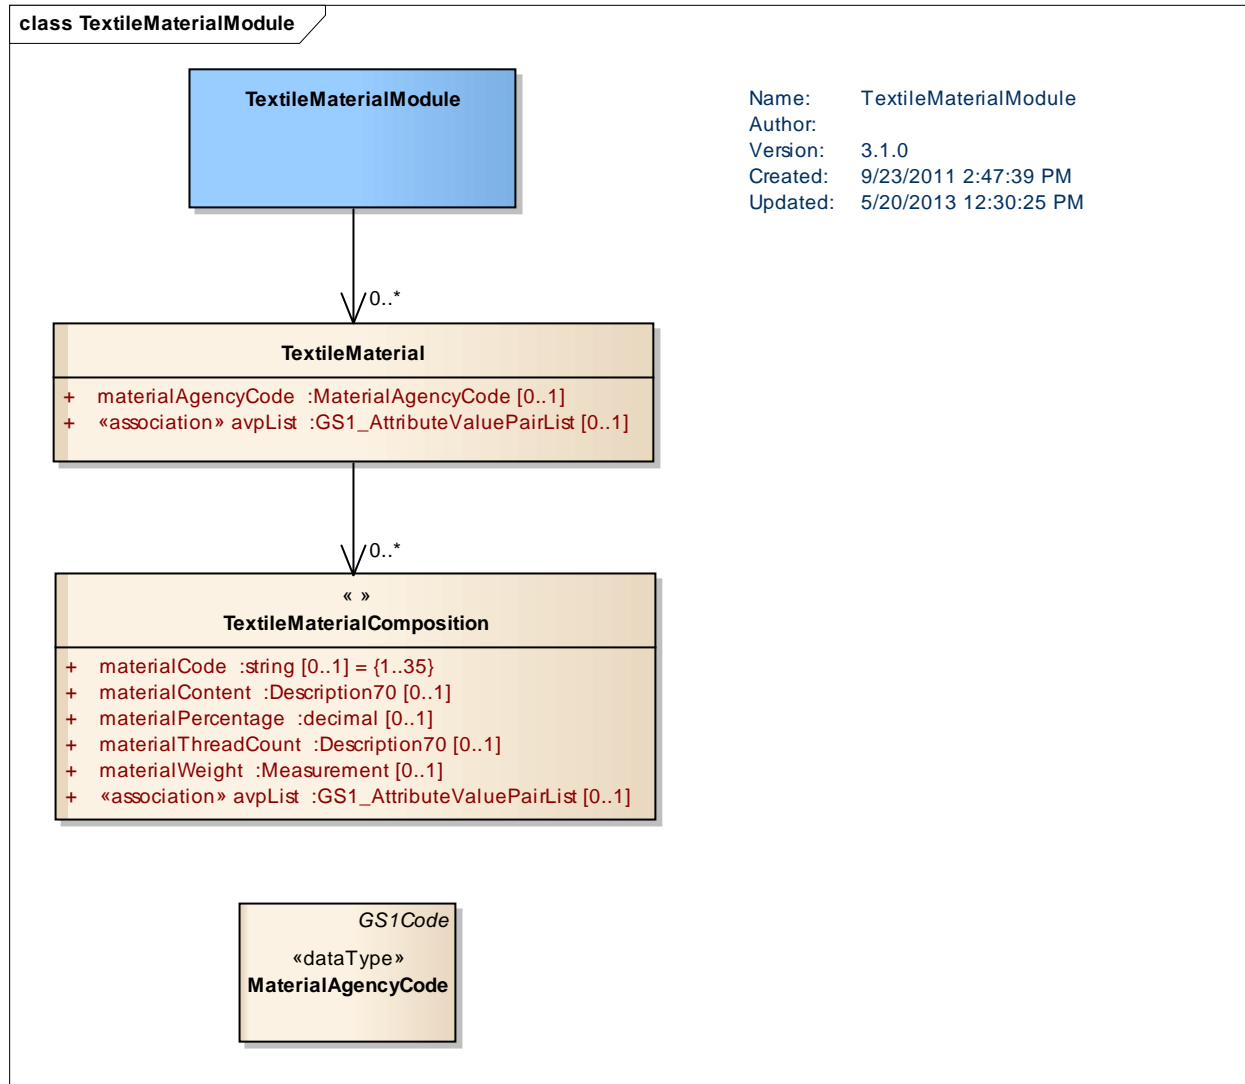 class TextileMaterialModule
TextileMaterialModule
Name: TextileMaterialModule
Author:
Version: 3.1.0
Created: 9/23/2011 2:47:39 PM
Updated: 5/20/2013 12:30:25 PM
0..*
TextileMaterial
+ materialAgencyCode :MaterialAgencyCode [0..1]
+ «association» avpList :GS1_AttributeValuePairList [0..1]
0..*
« »
TextileMaterialComposition
+ materialCode :string [0..1] = {1..35}
+ materialContent :Description70 [0..1]
+ materialPercentage :decimal [0..1]
+ materialThreadCount :Description70 [0..1]
+ materialWeight :Measurement [0..1]
+ «association» avpList :GS1_AttributeValuePairList [0..1]
GS1Code
«dataType»
MaterialAgencyCode